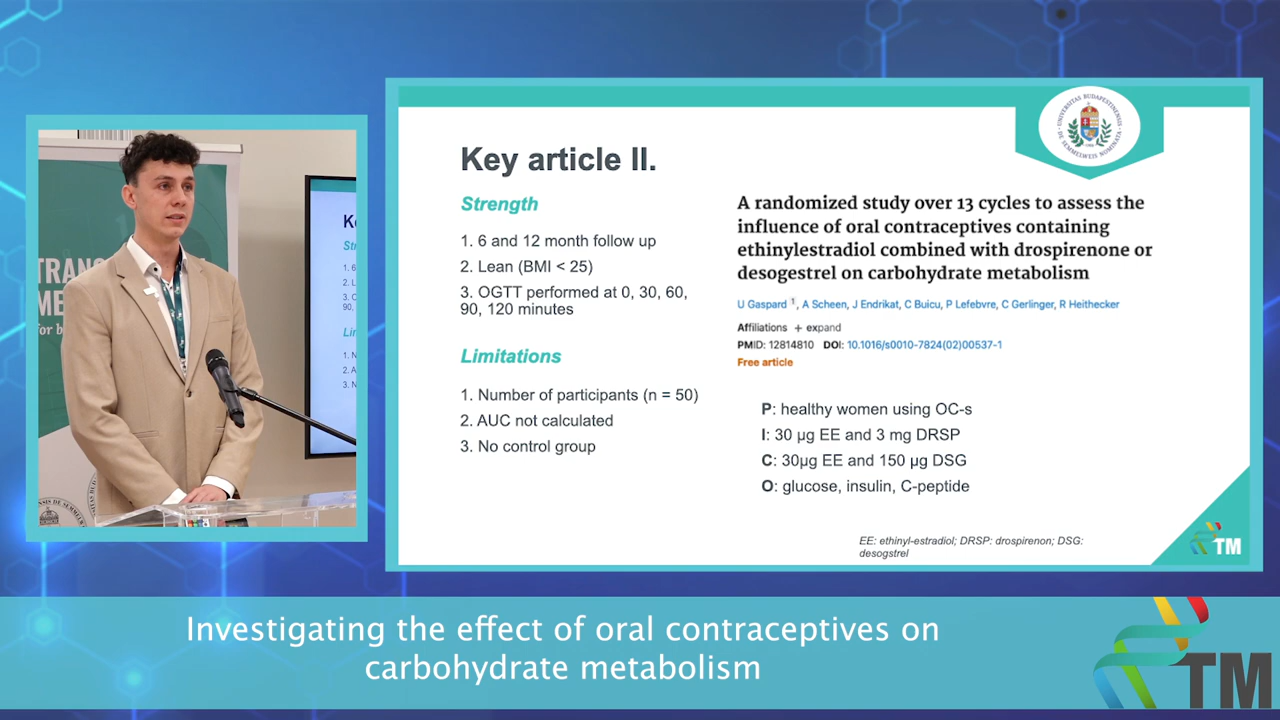 Key article II.
Strength
1. 6 and 12 month follow up
2. Lean (BMI < 25)
3. OGTT performed at 0, 30, 60,
90, 120 minutes
Limitations
1. Number of participants (n = 50)
2. AUC not calculated
3. No control group
UNIVERSITAS BUDAPESTINENSIS
DE SEMMELWEIS NOMINATA
A randomized study over 13 cycles to assess the
influence of oral contraceptives containing
ethinylestradiol combined with drospirenone or
desogestrel on carbohydrate metabolism
U Gaspard 1, A Scheen, J Endrikat, C Buicu, P Lefebvre, C Gerlinger, R Heithecker
Affiliations + expand
PMID: 12814810 DOI: 10.1016/s0010-7824(02)00537-1
Free article
P: healthy women using OC-s
I: 30 µg EE and 3 mg DRSP
C: 30µg EE and 150 µg DSG
O: glucose, insulin, C-peptide
EE: ethinyl-estradiol; DRSP: drospirenon; DSG:
desogstrel
TM
Investigating the effect of oral contraceptives on
carbohydrate metabolism
TM